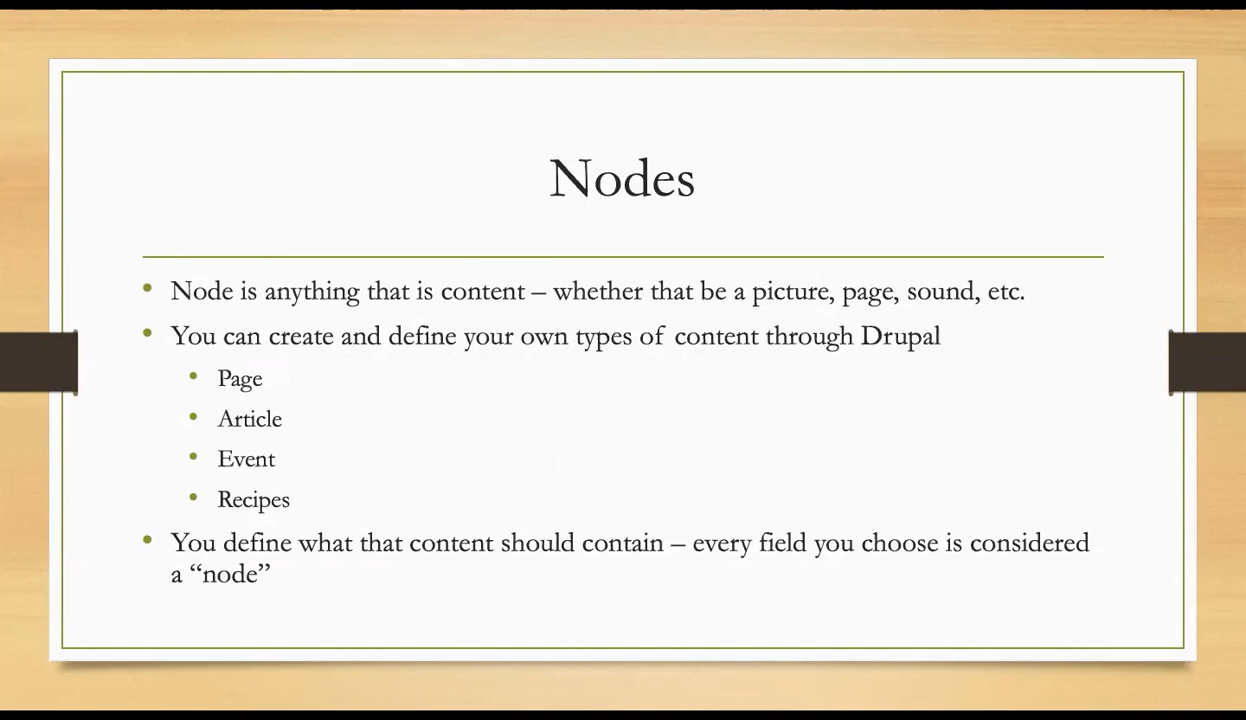 Nodes
• Node is anything that is content – whether that be a picture, page, sound, etc.
• You can create and define your own types of content through Drupal
• Page
• Article
• Event
• Recipes
• You define what that content should contain – every field you choose is considered
a “node”